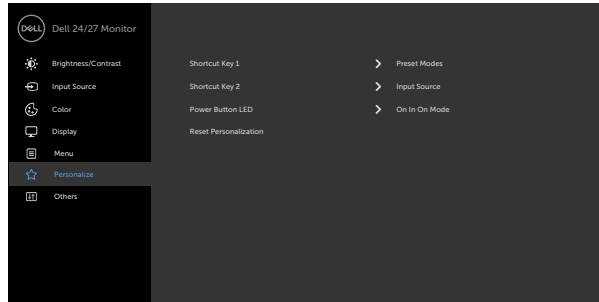 DELL Dell 24/27 Monitor
Brightness/Contrast
Input Source
Color
Display
Menu
Personalize
Others
Shortcut Key 1 Preset Modes
Shortcut Key 2 Input Source
Power Button LED On In On Mode
Reset Personalization